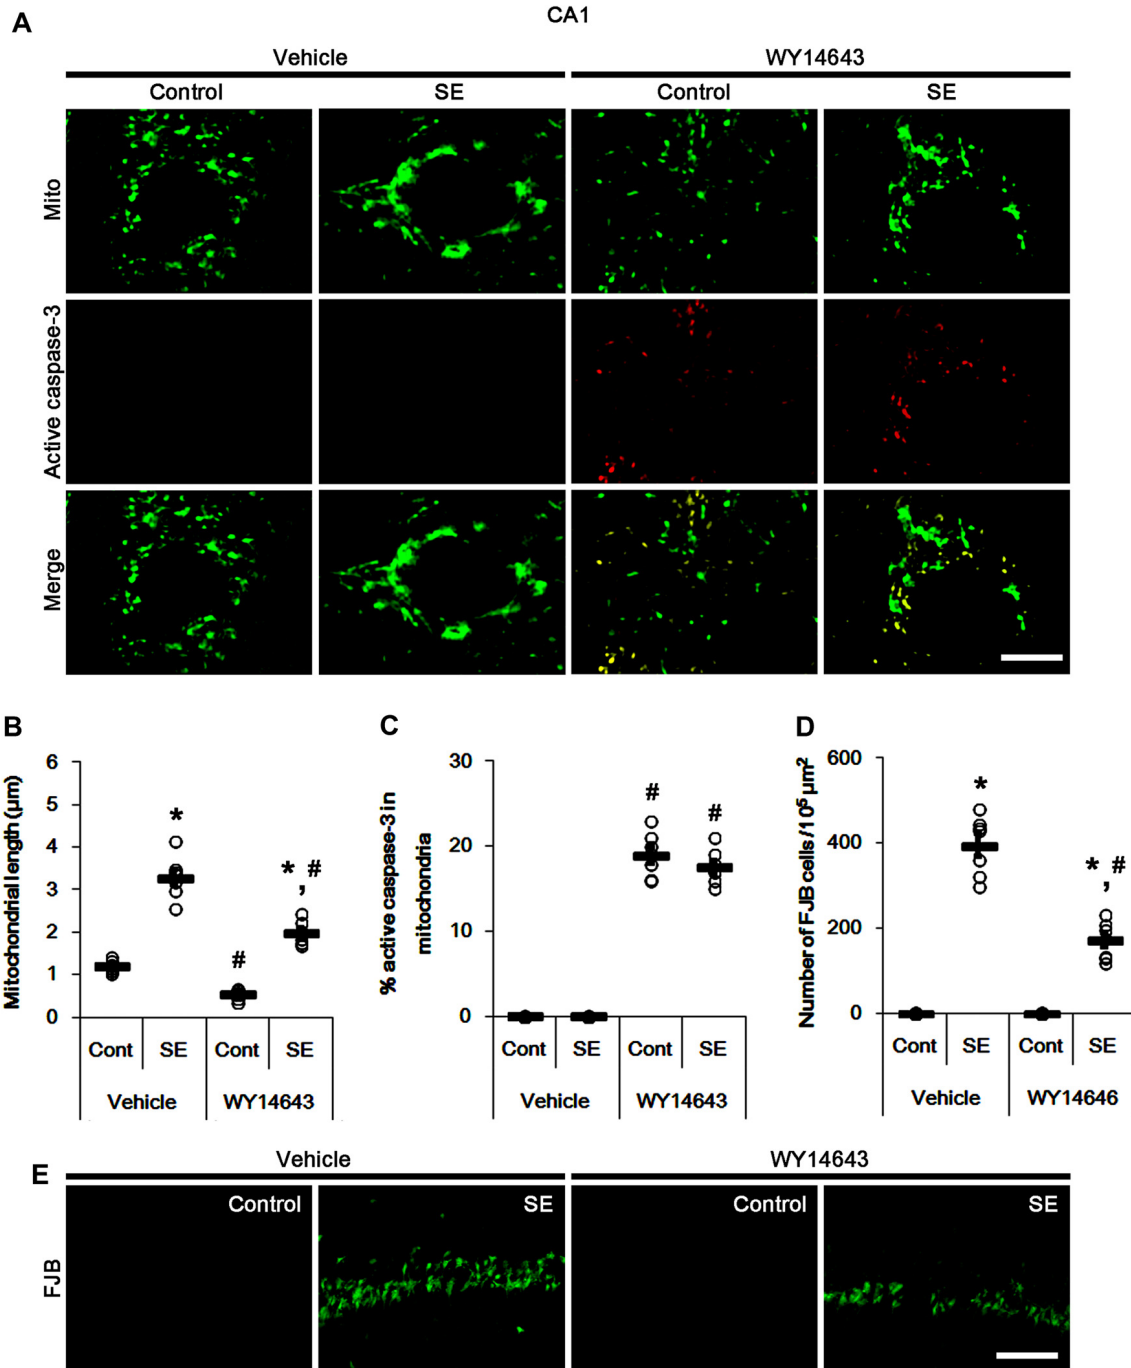 A
CA1
Vehicle WY14643
Control SE Control SE
Mito
Active caspase-3
Merge
B
Mitochondrial length (µm)
6
5
4
3
2
1
0
*
#
*, #
Cont SE Cont SE
Vehicle WY14643
C
% active caspase-3 in
mitochondria
30
20
10
0
#
#
Cont SE Cont SE
Vehicle WY14643
D
Number of FJB cells /10⁵ µm²
600
400
200
0
*
*, #
Cont SE Cont SE
Vehicle WY14646
E
Vehicle WY14643
Control SE Control SE
FJB